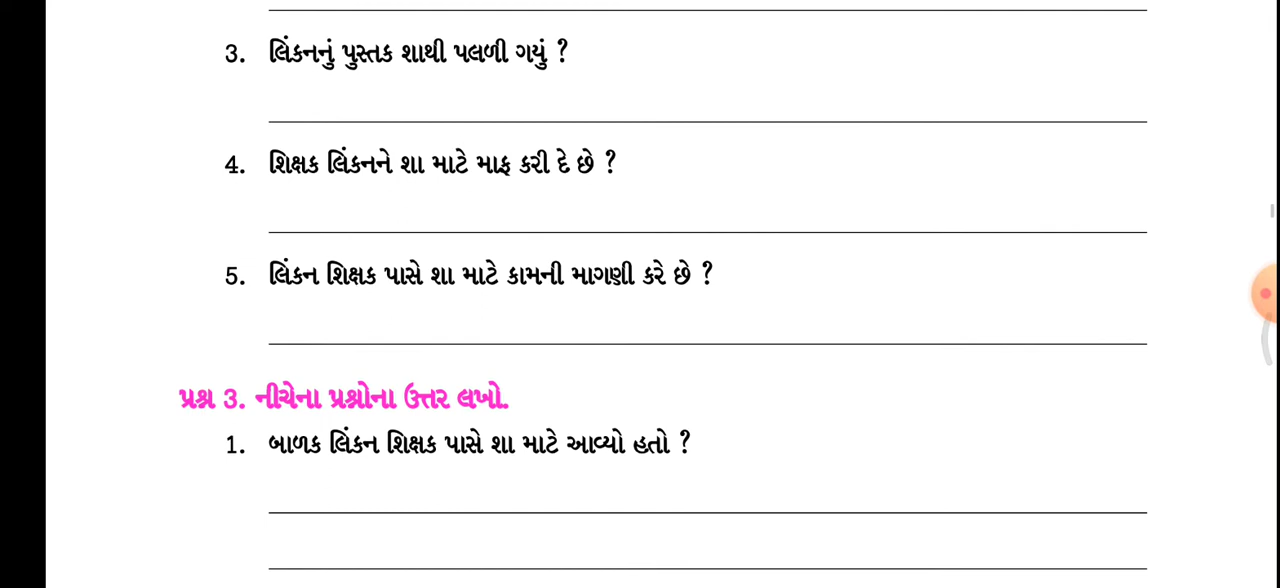 3. લિંકનનું પુસ્તક શાથી પલળી ગયું ?
4. શિક્ષક લિંકનને શા માટે માફ કરી દે છે ?
5. લિંકન શિક્ષક પાસે શા માટે કામની માગણી કરે છે ?
પ્રશ્ન 3. નીચેના પ્રશ્નોના ઉત્તર લખો.
1. બાળક લિંકન શિક્ષક પાસે શા માટે આવ્યો હતો ?